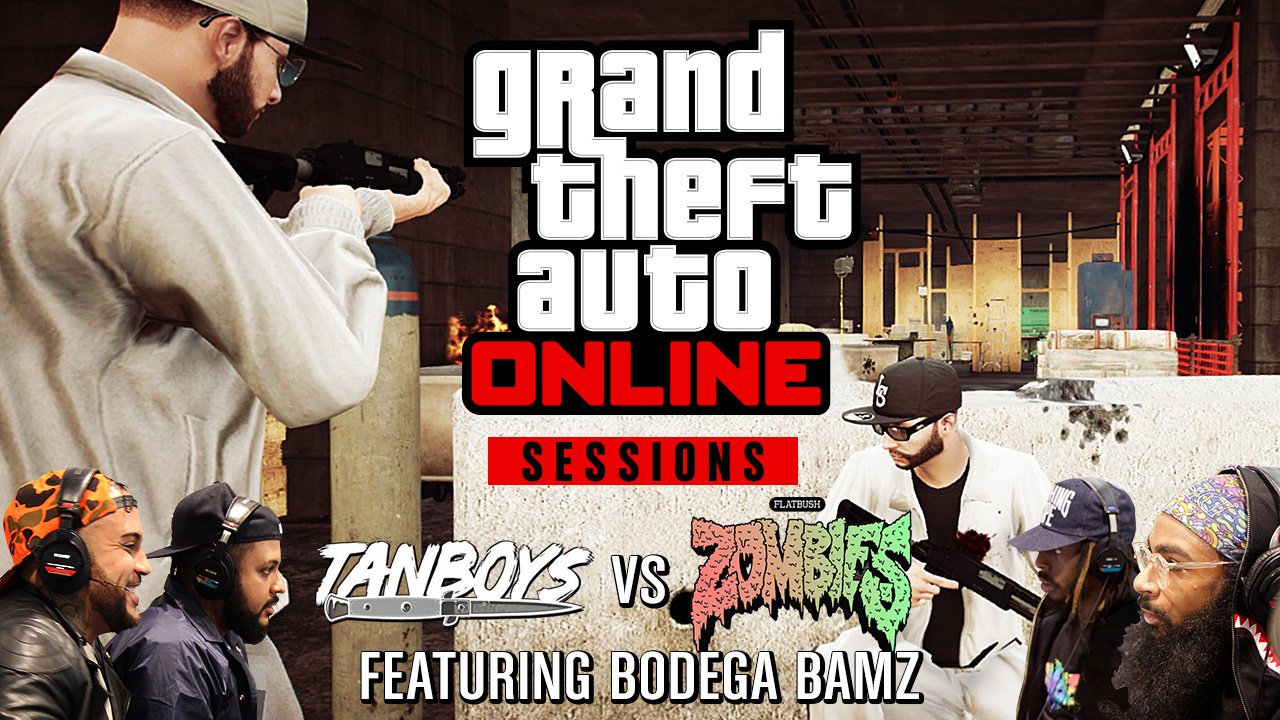 grand
theft
auto
ONLINE
SESSIONS
FLATBUSH
TANBOYS VS ZOMBIES
FEATURING BODEGA BAMZ